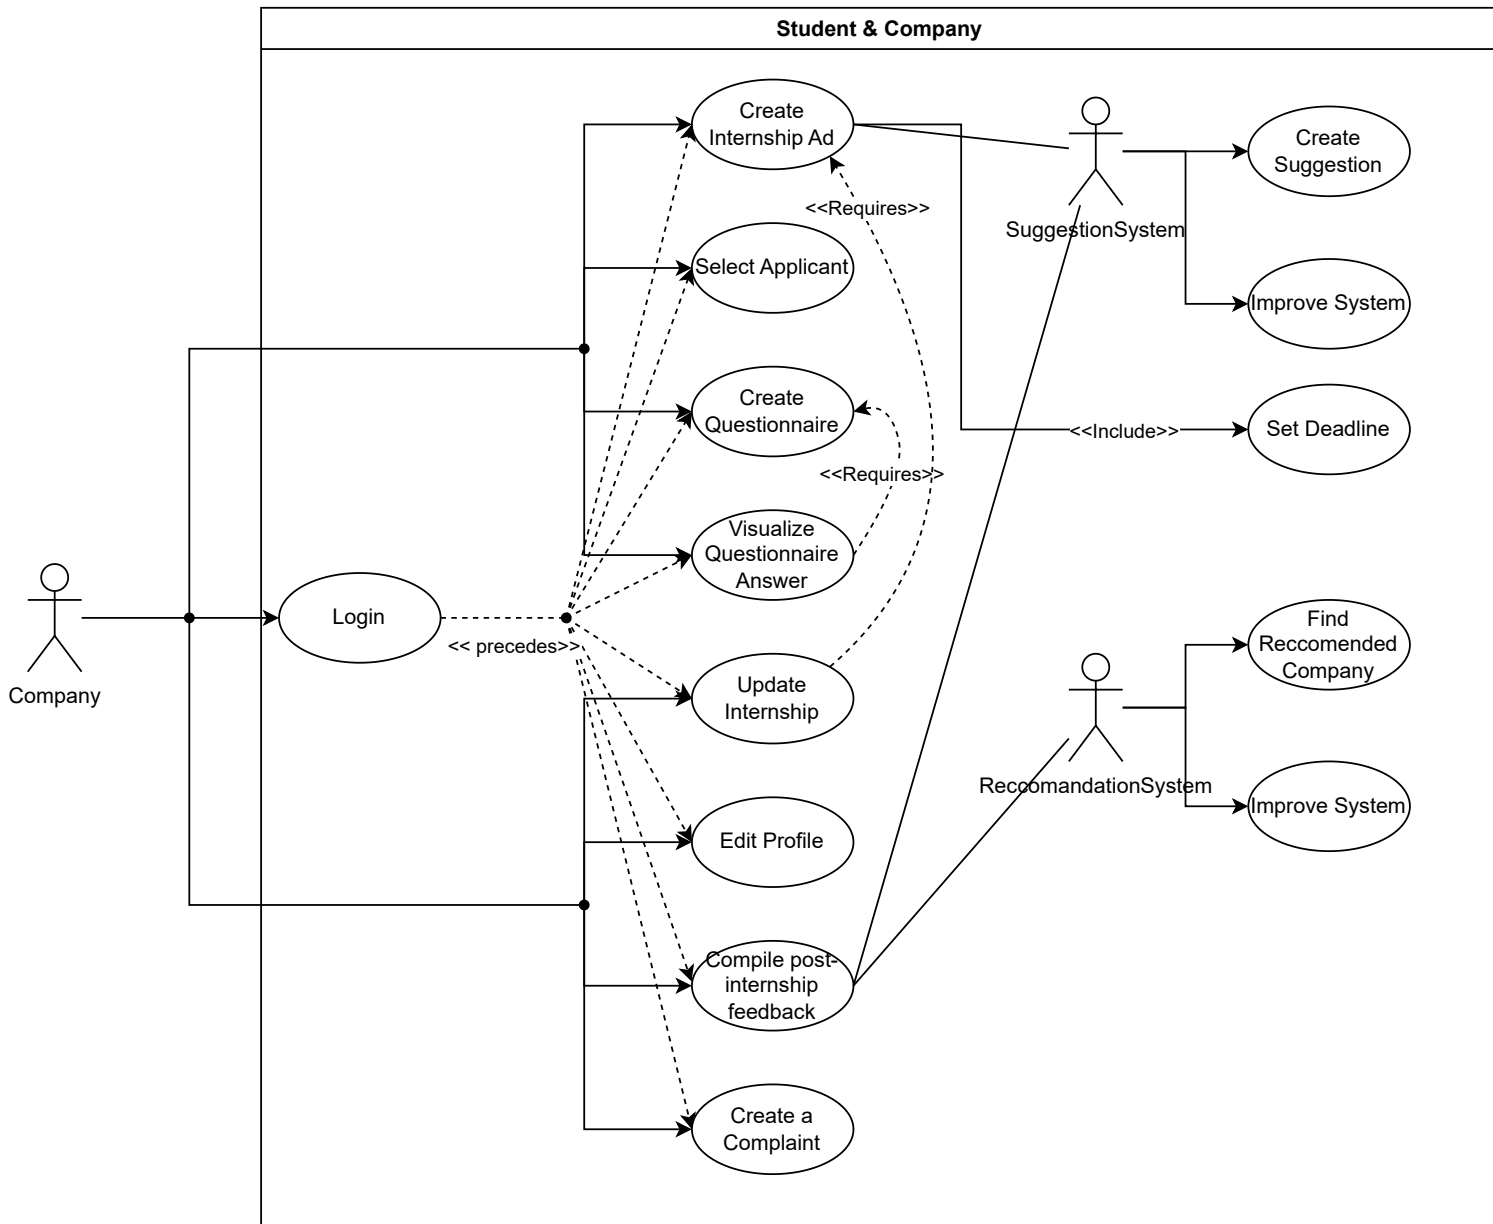 Student & Company
Create
Internship Ad
Create
Suggestion
<<Requires>>
SuggestionSystem
Select Applicant
Improve System
Create
Questionnaire
<<Include>>
Set Deadline
<<Requires>>
Visualize
Questionnaire
Answer
Login
<< precedes>>
Company
Find
Reccomended
Company
Update
Internship
ReccomandationSystem
Improve System
Edit Profile
Compile post-
internship
feedback
Create a
Complaint